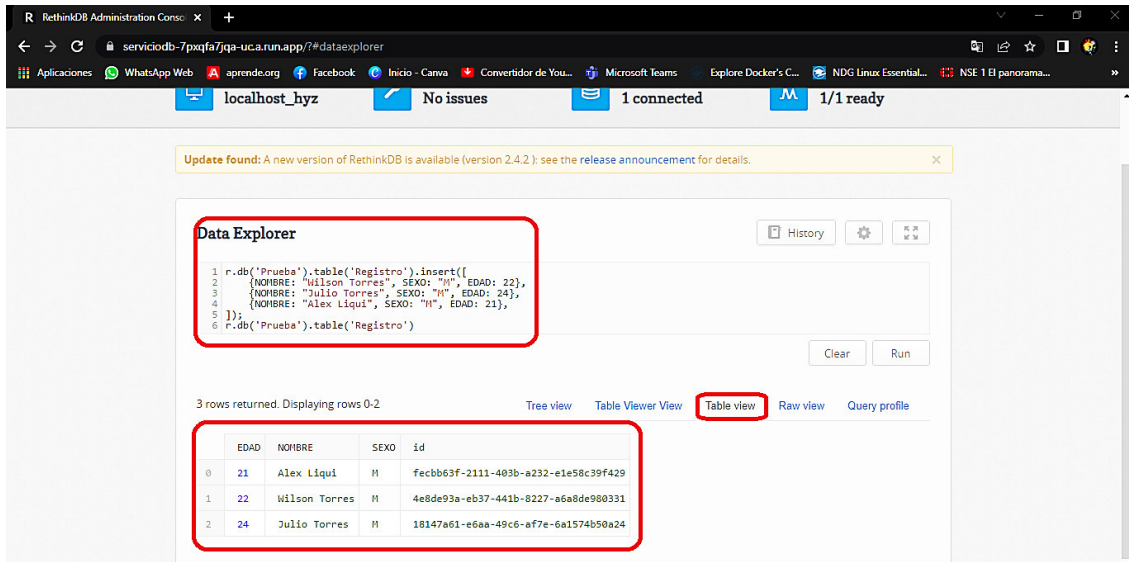 R RethinkDB Administration Conso
serviciodb-7pxqfa7jqa-uc.a.run.app/?#dataexplorer
Aplicaciones WhatsApp Web aprende.org Facebook Inicio - Canva Convertidor de You... Microsoft Teams Explore Docker's C... NDG Linux Essential... NSE 1 El panorama... »
localhost_hyz No issues 1 connected 1/1 ready
Update found: A new version of RethinkDB is available (version 2.4.2 ): see the release announcement for details.
Data Explorer
History
1 r.db('Prueba').table('Registro').insert([
2 {NOMBRE: "Wilson Torres", SEXO: "M", EDAD: 22},
3 {NOMBRE: "Julio Torres", SEXO: "M", EDAD: 24},
4 {NOMBRE: "Alex Liqui", SEXO: "M", EDAD: 21},
5 ]);
6 r.db('Prueba').table('Registro')
Clear Run
3 rows returned. Displaying rows 0-2 Tree view Table Viewer View Table view Raw view Query profile
EDAD NOMBRE SEXO id
0 21 Alex Liqui M fecbb63f-2111-403b-a232-e1e58c39f429
1 22 Wilson Torres M 4e8de93a-eb37-441b-8227-a6a8de980331
2 24 Julio Torres M 18147a61-e6aa-49c6-af7e-6a1574b50a24